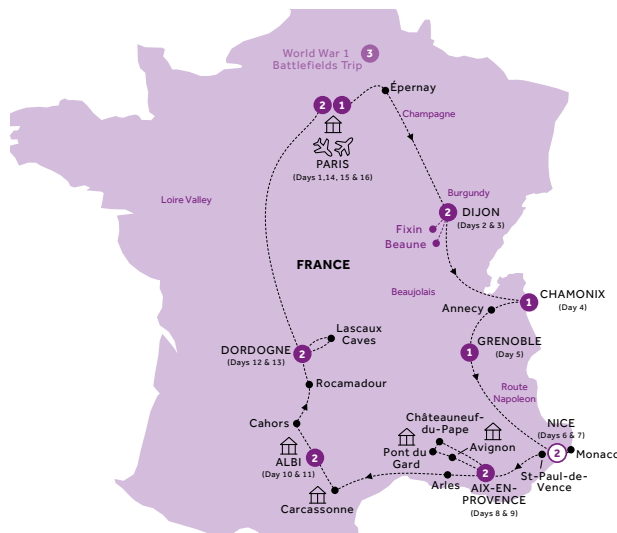 World War 1
Battlefields Trip
3
Épernay
2
1
PARIS
(Days 1,14, 15 & 16)
Champagne
Loire Valley
Burgundy
2
DIJON
(Days 2 & 3)
Fixin
Beaune
FRANCE
Beaujolais
CHAMONIX
1
(Day 4)
Annecy
Lascaux
Caves
GRENOBLE
1
(Day 5)
DORDOGNE
2
(Days 12 & 13)
Rocamadour
Route
Napoleon
Châteauneuf-
du-Pape
NICE
(Days 6 & 7)
Cahors
Avignon
Pont du
Gard
2
Monaco
ALBI
2
(Day 10 & 11)
St-Paul-de-
Vence
2
Arles
AIX-EN-
PROVENCE
(Days 8 & 9)
Carcassonne